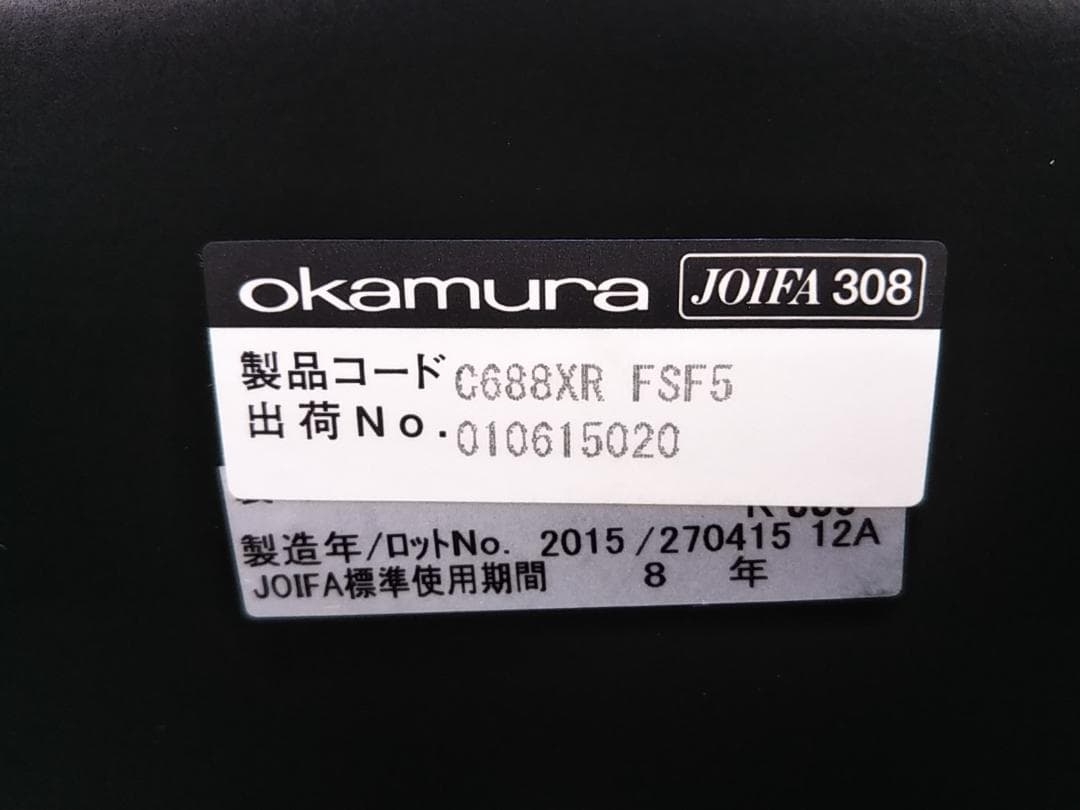 okamura JOIFA 308
製品コード C688XR FSF5
出荷No. 010615020
製造年/ロットNo. 2015/270415 12A
JOIFA標準使用期間 8 年